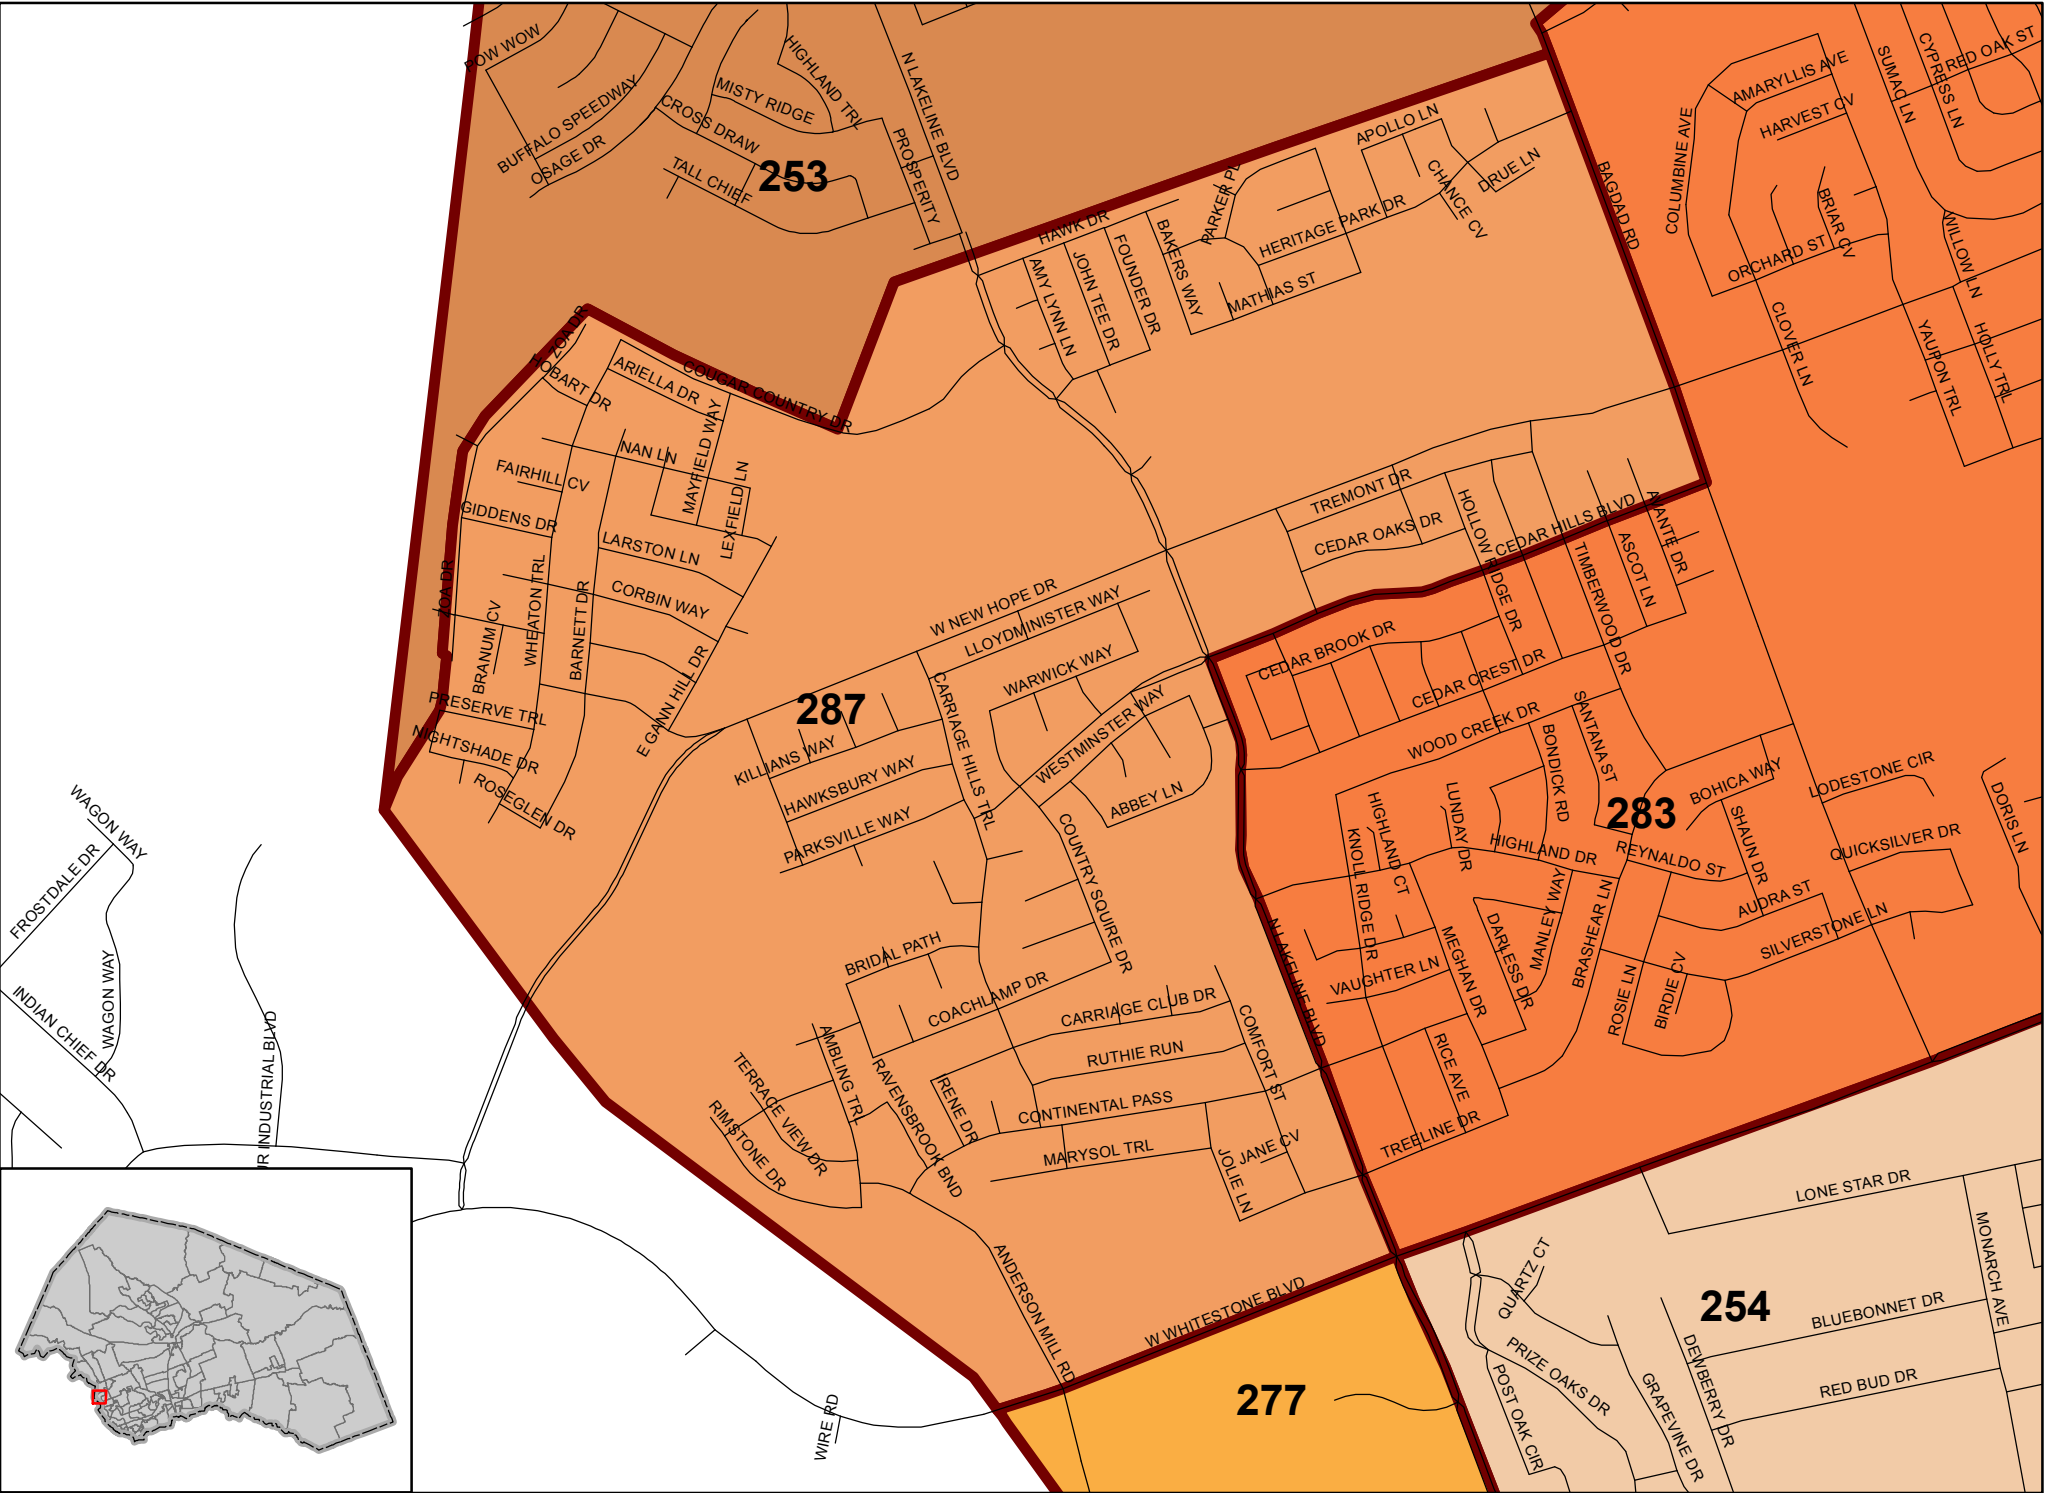 POW WOW
BUFFALO SPEEDWAY
OSAGE DR
CROSS DRAW
MISTY RIDGE
HIGHLAND TRL
TALL CHIEF
253
PROSPERITY
N LAKELINE BLVD
HAWK DR
AMY LYNN LN
JOHN TEE DR
FOUNDER DR
BAKERS WAY
PARKER PL
HERITAGE PARK DR
MATHIAS ST
APOLLO LN
CHANCE CV
DRUE LN
BAGDAD RD
COLUMBINE AVE
AMARYLLIS AVE
HARVEST CV
BRIAR CV
ORCHARD ST
SUMAC LN
CYPRESS LN
RED OAK ST
WILLOW LN
CLOVER LN
YAUPON TRL
HOLLY TRL
ZOA DR
HOBART DR
ARIELLA DR
COUGAR COUNTRY DR
NAN LN
MAYFIELD WAY
LEXFIELD LN
FAIRHILL CV
GIDDENS DR
LARSTON LN
CORBIN WAY
ZOA DR
BRANUM CV
WHEATON TRL
BARNETT DR
E GANN HILL DR
PRESERVE TRL
NIGHTSHADE DR
ROSEGLEN DR
TREMONT DR
CEDAR OAKS DR
HOLLOW RIDGE DR
CEDAR HILLS BLVD
AVANTE DR
ASCOT LN
TIMBERWOOD DR
W NEW HOPE DR
LLOYDMINISTER WAY
WARWICK WAY
WESTMINSTER WAY
ABBEY LN
287
KILLIANS WAY
HAWKSBURY WAY
PARKSVILLE WAY
CARRIAGE HILLS TRL
COUNTRY SQUIRE DR
CEDAR BROOK DR
CEDAR CREST DR
WOOD CREEK DR
SANTANA ST
BONDICK RD
LUNDAY DR
HIGHLAND CT
KNOLL RIDGE DR
HIGHLAND DR
283
REYNALDO ST
BOHICA WAY
SHAUN DR
LODESTONE CIR
QUICKSILVER DR
DORIS LN
AUDRA ST
SILVERSTONE LN
MANLEY WAY
BRASHEAR LN
DARLESS DR
MEGHAN DR
VAUGHTER LN
ROSIE LN
BIRDIE CV
RICE AVE
TREELINE DR
N LAKELINE BLVD
BRIDAL PATH
COACHLAMP DR
CARRIAGE CLUB DR
RUTHIE RUN
COMFORT ST
CONTINENTAL PASS
MARYSOL TRL
JANE CV
JOLIE LN
RENE DR
RAVENSBROOK BND
AMBLING TRL
TERRACE VIEW DR
RIMSTONE DR
ANDERSON MILL RD
W WHITESTONE BLVD
WAGON WAY
FROSTDALE DR
WAGON WAY
INDIAN CHIEF DR
UR INDUSTRIAL BLVD
WIRE RD
277
254
LONE STAR DR
MONARCH AVE
BLUEBONNET DR
RED BUD DR
DEWBERRY DR
GRAPEVINE DR
QUARTZ CT
PRIZE OAKS DR
POST OAK CIR